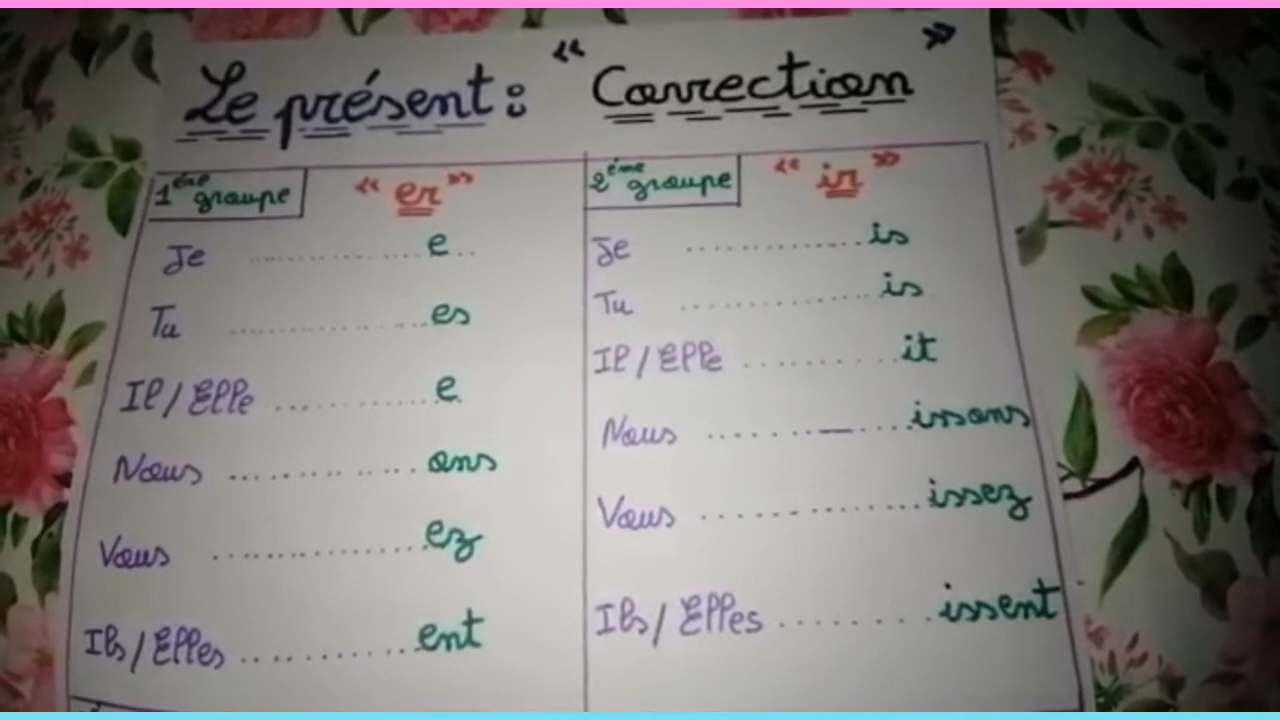 Le présent : " Correction "
1ème groupe " er "
Je .............. e ..
Tu .............. es
Il / Elle .............. e
Nous .............. ons
Vous .............. ez
Ils / Elles .............. ent
2ème groupe " ir "
Je .............. is
Tu .............. is
Il / Elle .............. it
Nous .............. issons
Vous .............. issez
Ils / Elles .............. issent